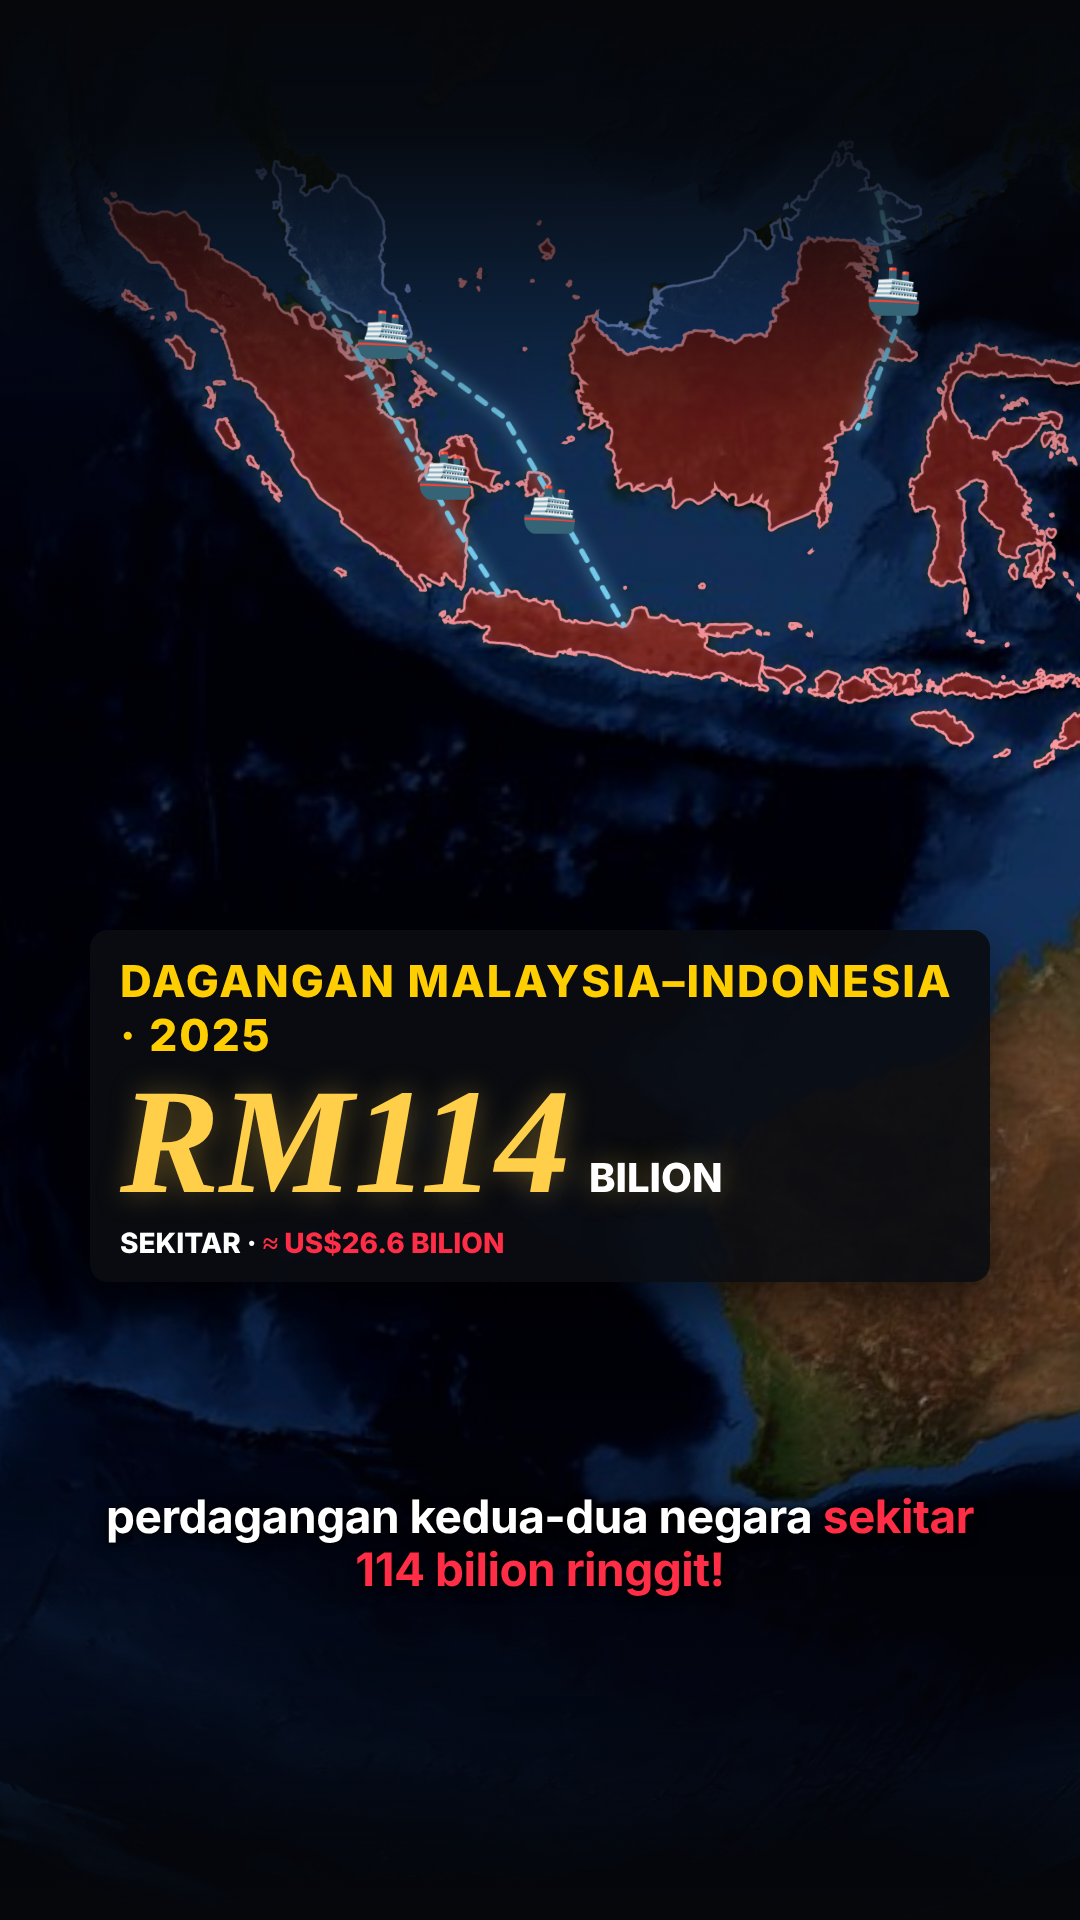 DAGANGAN MALAYSIA–INDONESIA
· 2025
RM114 BILION
SEKITAR · ≈ US$26.6 BILION
perdagangan kedua-dua negara sekitar
114 bilion ringgit!